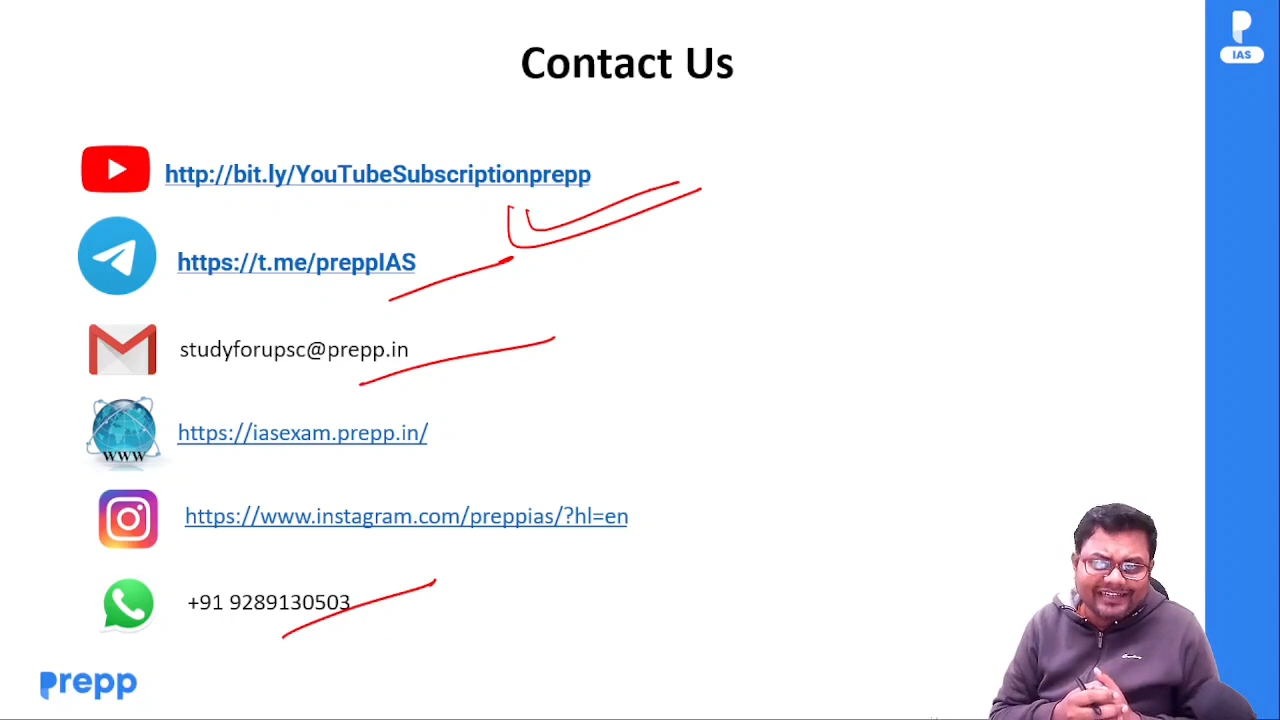 Contact Us
P
IAS
http://bit.ly/YouTubeSubscriptionprepp
https://t.me/preppIAS
studyforupsc@prepp.in
www
https://iasexam.prepp.in/
https://www.instagram.com/preppias/?hl=en
+91 9289130503
prepp